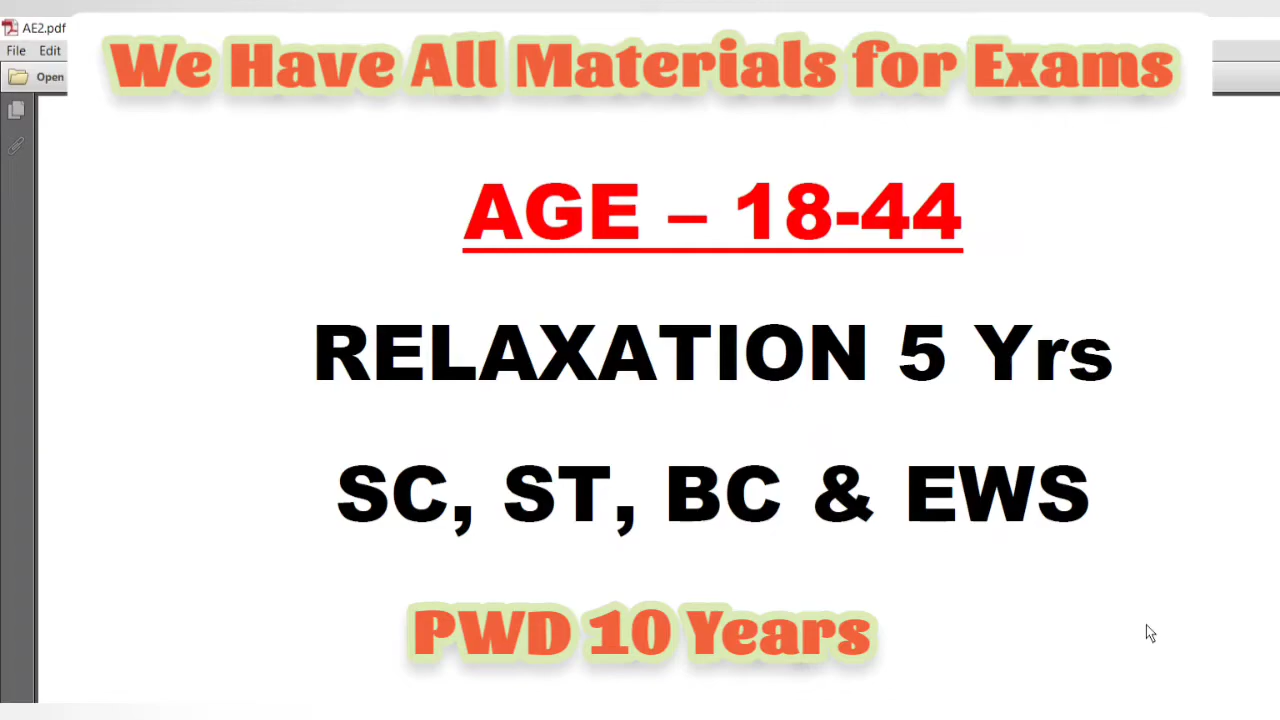 AE2.pdf
We Have All Materials for Exams
File Edit
Open
AGE – 18-44
RELAXATION 5 Yrs
SC, ST, BC & EWS
PWD 10 Years